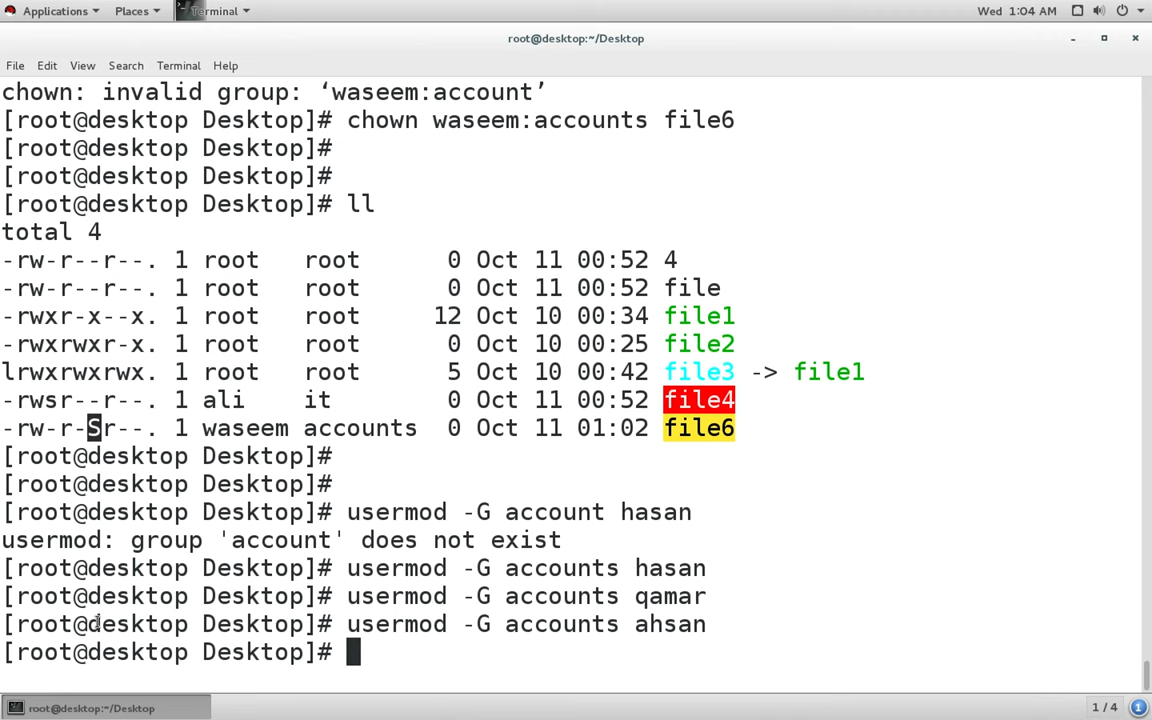 Applications Places Terminal Wed 1:04 AM
root@desktop:~/Desktop
File Edit View Search Terminal Help
chown: invalid group: ‘waseem:account’
[root@desktop Desktop]# chown waseem:accounts file6
[root@desktop Desktop]#
[root@desktop Desktop]#
[root@desktop Desktop]# ll
total 4
-rw-r--r--. 1 root   root      0 Oct 11 00:52 4
-rw-r--r--. 1 root   root      0 Oct 11 00:52 file
-rwxr-x--x. 1 root   root     12 Oct 10 00:34 file1
-rwxrwxr-x. 1 root   root      0 Oct 10 00:25 file2
lrwxrwxrwx. 1 root   root      5 Oct 10 00:42 file3 -> file1
-rwsr--r--. 1 ali    it        0 Oct 11 00:52 file4
-rw-r-Sr--. 1 waseem accounts  0 Oct 11 01:02 file6
[root@desktop Desktop]#
[root@desktop Desktop]#
[root@desktop Desktop]# usermod -G account hasan
usermod: group 'account' does not exist
[root@desktop Desktop]# usermod -G accounts hasan
[root@desktop Desktop]# usermod -G accounts qamar
[root@desktop Desktop]# usermod -G accounts ahsan
[root@desktop Desktop]#
root@desktop:~/Desktop 1 / 4 1